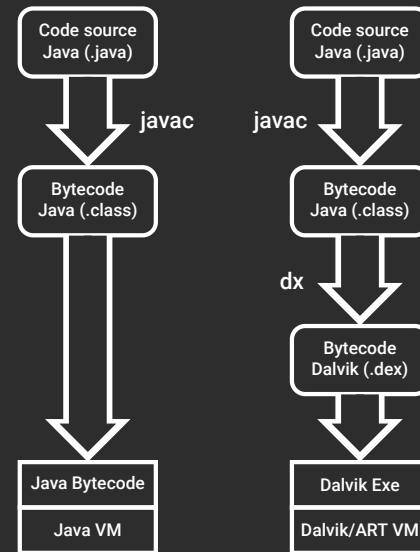 Code source
Java (.java)
javac
Bytecode
Java (.class)
Java Bytecode
Java VM
Code source
Java (.java)
javac
Bytecode
Java (.class)
dx
Bytecode
Dalvik (.dex)
Dalvik Exe
Dalvik/ART VM